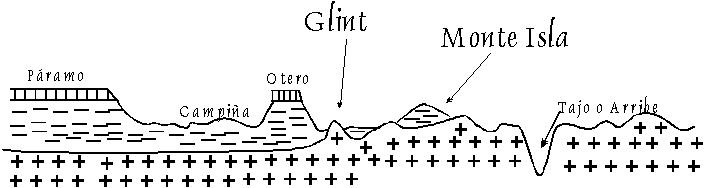 Glint
Monte Isla
Páramo
Otero
Campiña
Tajo o Arribe